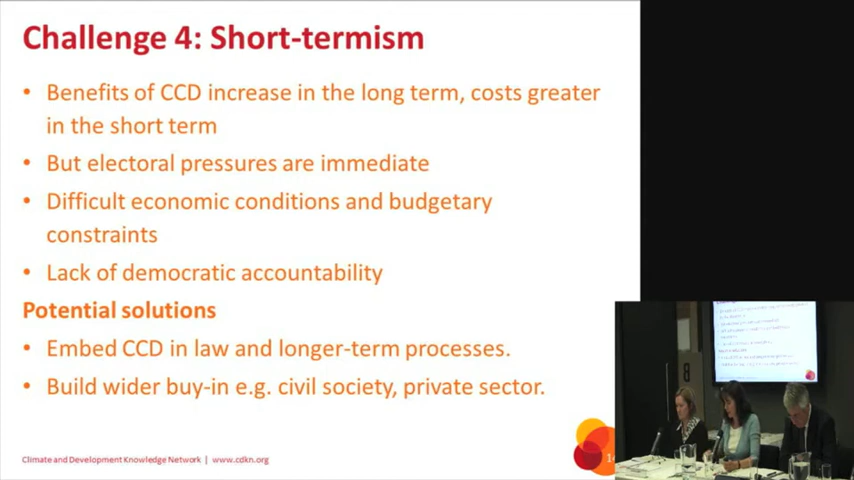 Challenge 4: Short-termism
• Benefits of CCD increase in the long term, costs greater
in the short term
• But electoral pressures are immediate
• Difficult economic conditions and budgetary
constraints
• Lack of democratic accountability
Potential solutions
• Embed CCD in law and longer-term processes.
• Build wider buy-in e.g. civil society, private sector.
Climate and Development Knowledge Network | www.cdkn.org